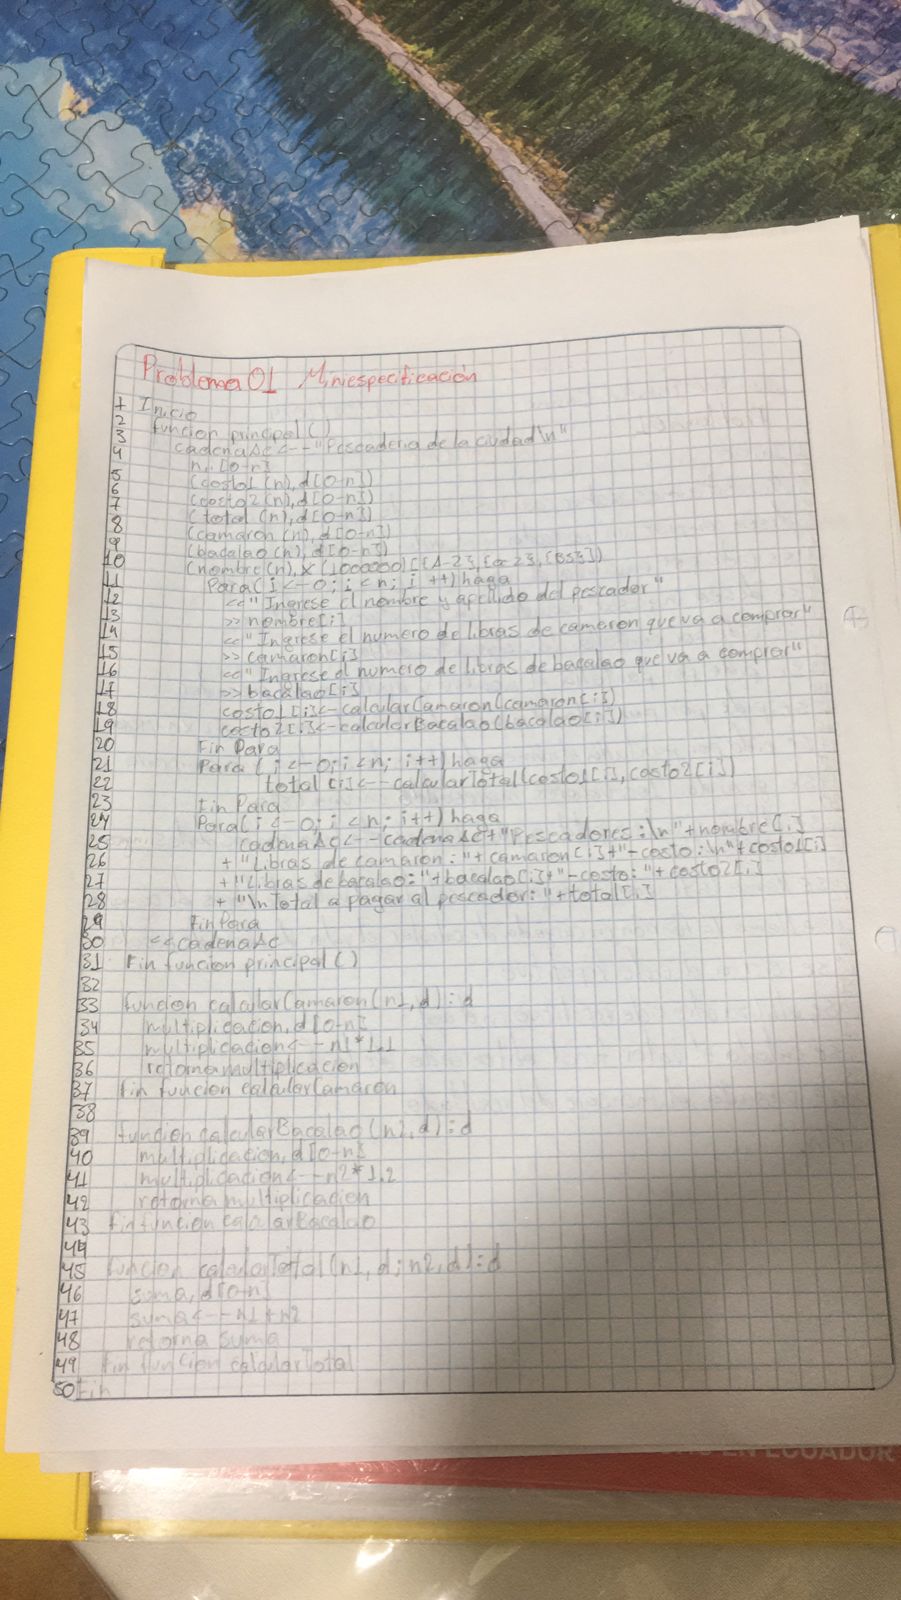 Problema 01 Miniespecificación
1 Inicio
2 funcion principal()
3 cadenaAc <-- "Pescaderia de la ciudad \n"
4 n, [0-n]
5 (costo1 (n), d[0-n])
6 (costo2 (n), d[0-n])
7 (total (n), d[0-n])
8 (camaron (n), d[0-n])
9 (bacalao (n), d[0-n])
10 (nombre(n), X(1000000)
11 Para(i <-0; i < n; i ++) haga
12 <<"Ingrese el nombre y apellido del pescador"
13 >> nombre[i]
14 <<"Ingrese el numero de libras de camaron que va a comprar"
15 >> camaron[i]
16 <<"Ingrese el numero de libras de bacalao que va a comprar"
17 >> bacalao[i]
18 costo1[i]<-calcularCamaron(camaron[i])
19 costo2[i]<-calcularBacalao(bacalao[i])
20 Fin Para
21 Para (i <-0; i < n; i++) haga
22 total [i] <-- calcularTotal(costo1[i], costo2[i])
23 Fin Para
24 Para(i <-0; i < n; i++) haga
25 cadenaAc <-- cadenaAc + "Pescadores: \n" + nombre[i]
26 + "Libras de camaron: "+ camaron[i]+"-costo: \n"+ costo1[i]
27 + "Libras de bacalao: "+bacalao[i]+"-costo: "+ costo2[i]
28 + "\n Total a pagar al pescador: "+total[i]
29 Fin Para
30 << cadenaAc
31 Fin funcion principal()
32
33 funcion calcularCamaron(n1,d): d
34 multiplicacion, d [0-n]
35 multiplicacion <-- n1 * 1.1
36 retorna multiplicacion
37 fin funcion calcularCamaron
38
39 funcion calcularBacalao(n2,d): d
40 multiplicacion, d [0-n]
41 multiplicacion <-- n2 * 1.2
42 retorna multiplicacion
43 fin funcion calcularBacalao
44
45 funcion calcularTotal(n1, d; n2, d): d
46 suma, d[0-n]
47 suma <-- n1 + n2
48 retorna suma
49 fin funcion calcularTotal
50 Fin
EN ECUADOR